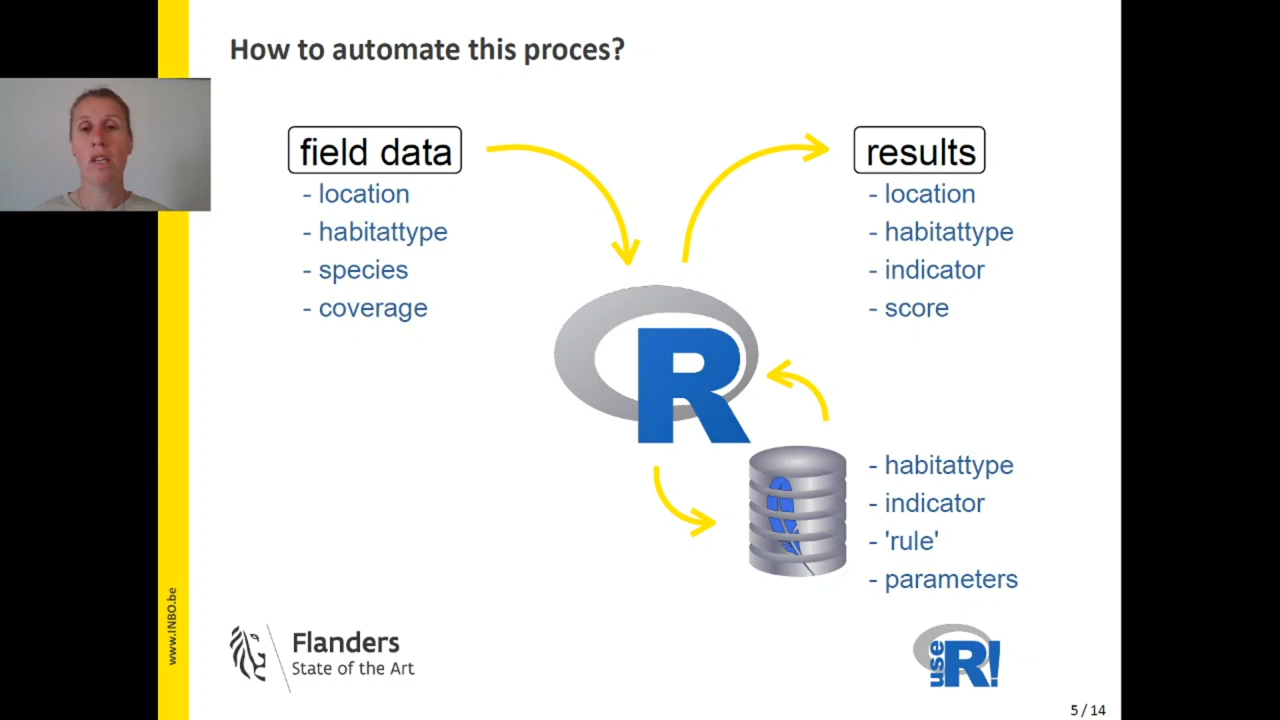 How to automate this proces?
field data
- location
- habitattype
- species
- coverage
results
- location
- habitattype
- indicator
- score
R
- habitattype
- indicator
- 'rule'
- parameters
www.INBO.be
Flanders
State of the Art
use R!
5 / 14